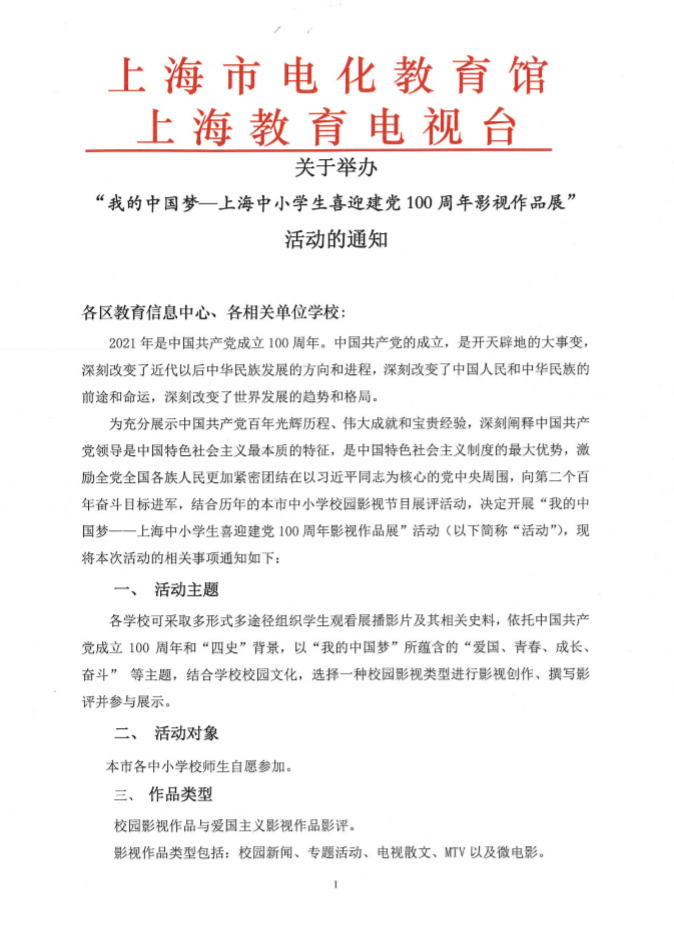 上海市电化教育馆
上海教育电视台
关于举办
“我的中国梦—上海中小学生喜迎建党 100 周年影视作品展”
活动的通知
各区教育信息中心、各相关单位学校：
2021 年是中国共产党成立 100 周年。中国共产党的成立，是开天辟地的大事变，
深刻改变了近代以后中华民族发展的方向和进程，深刻改变了中国人民和中华民族的
前途和命运，深刻改变了世界发展的趋势和格局。
为充分展示中国共产党百年光辉历程、伟大成就和宝贵经验，深刻阐释中国共产
党领导是中国特色社会主义最本质的特征，是中国特色社会主义制度的最大优势，激
励全党全国各族人民更加紧密团结在以习近平同志为核心的党中央周围，向第二个百
年奋斗目标进军，结合历年的本市中小学校园影视节目展评活动，决定开展“我的中
国梦——上海中小学生喜迎建党 100 周年影视作品展”活动（以下简称“活动”），现
将本次活动的相关事项通知如下：
一、 活动主题
各学校可采取多形式多途径组织学生观看展播影片及其相关史料，依托中国共产
党成立 100 周年和“四史”背景，以“我的中国梦”所蕴含的“爱国、青春、成长、
奋斗” 等主题，结合学校校园文化，选择一种校园影视类型进行影视创作、撰写影
评并参与展示。
二、 活动对象
本市各中小学校师生自愿参加。
三、 作品类型
校园影视作品与爱国主义影视作品影评。
影视作品类型包括：校园新闻、专题活动、电视散文、MTV 以及微电影。
1